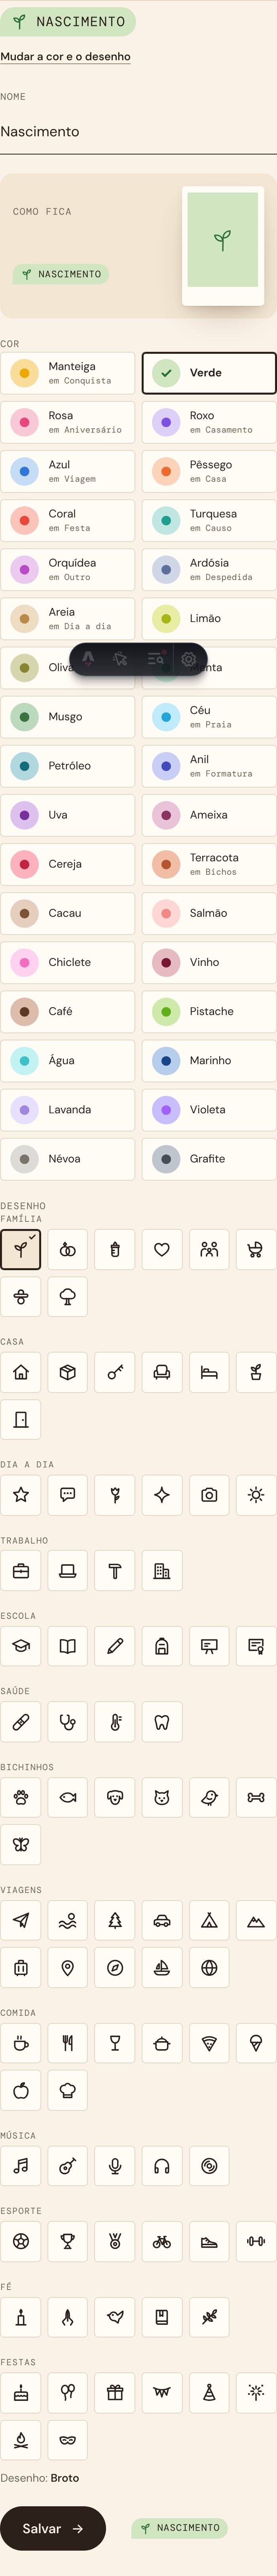 NASCIMENTO
Mudar a cor e o desenho
NOME
Nascimento
COMO FICA
NASCIMENTO
COR
Manteiga
em Conquista
Verde
Rosa
em Aniversário
Roxo
em Casamento
Azul
em Viagem
Pêssego
em Casa
Coral
em Festa
Turquesa
em Causo
Orquídea
em Outro
Ardósia
em Despedida
Areia
em Dia a dia
Limão
Musgo
Céu
em Praia
Petróleo
Anil
em Formatura
Uva
Ameixa
Cereja
Terracota
em Bichos
Cacau
Salmão
Chiclete
Vinho
Café
Pistache
Água
Marinho
Lavanda
Violeta
Névoa
Grafite
DESENHO
FAMÍLIA
CASA
DIA A DIA
TRABALHO
ESCOLA
SAÚDE
BICHINHOS
VIAGENS
COMIDA
MÚSICA
ESPORTE
FÉ
FESTAS
Desenho: Broto
Salvar →
NASCIMENTO